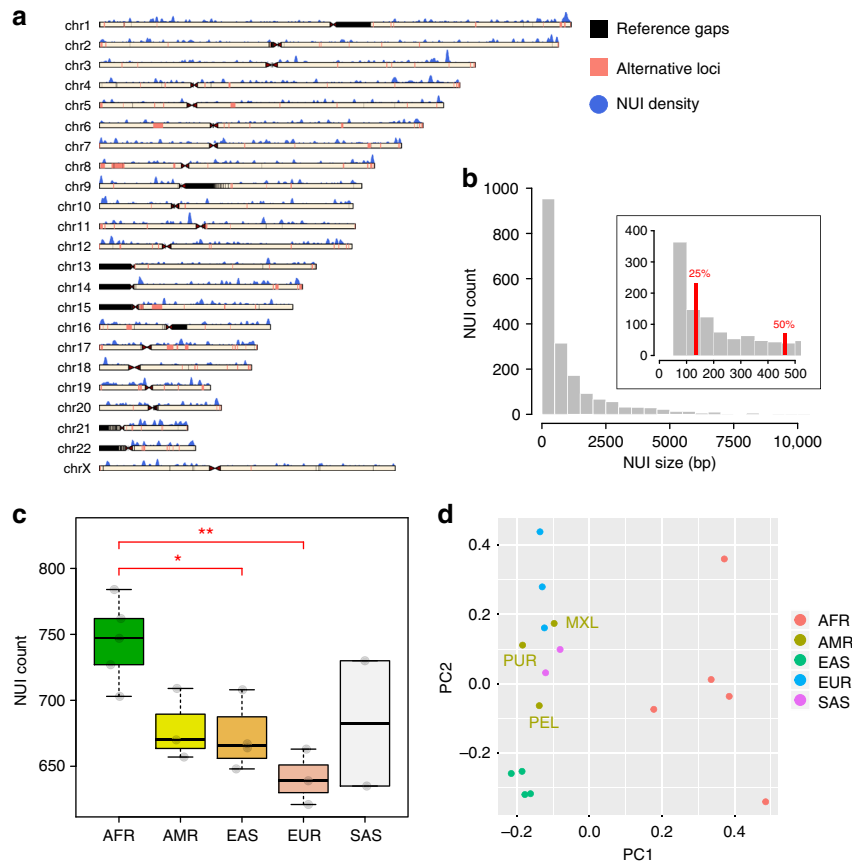 a
chr1
chr2
chr3
chr4
chr5
chr6
chr7
chr8
chr9
chr10
chr11
chr12
chr13
chr14
chr15
chr16
chr17
chr18
chr19
chr20
chr21
chr22
chrX
Reference gaps
Alternative loci
NUI density
b
1000
800
600
400
200
0
NUI count
0 2500 5000 7500 10,000
NUI size (bp)
400
300
200
100
0
25%
50%
0 100 200 300 400 500
c
NUI count
800
750
700
650
**
*
AFR AMR EAS EUR SAS
d
PC2
0.4
0.2
0.0
−0.2
MXL
PUR
PEL
−0.2 0.0 0.2 0.4
PC1
AFR
AMR
EAS
EUR
SAS